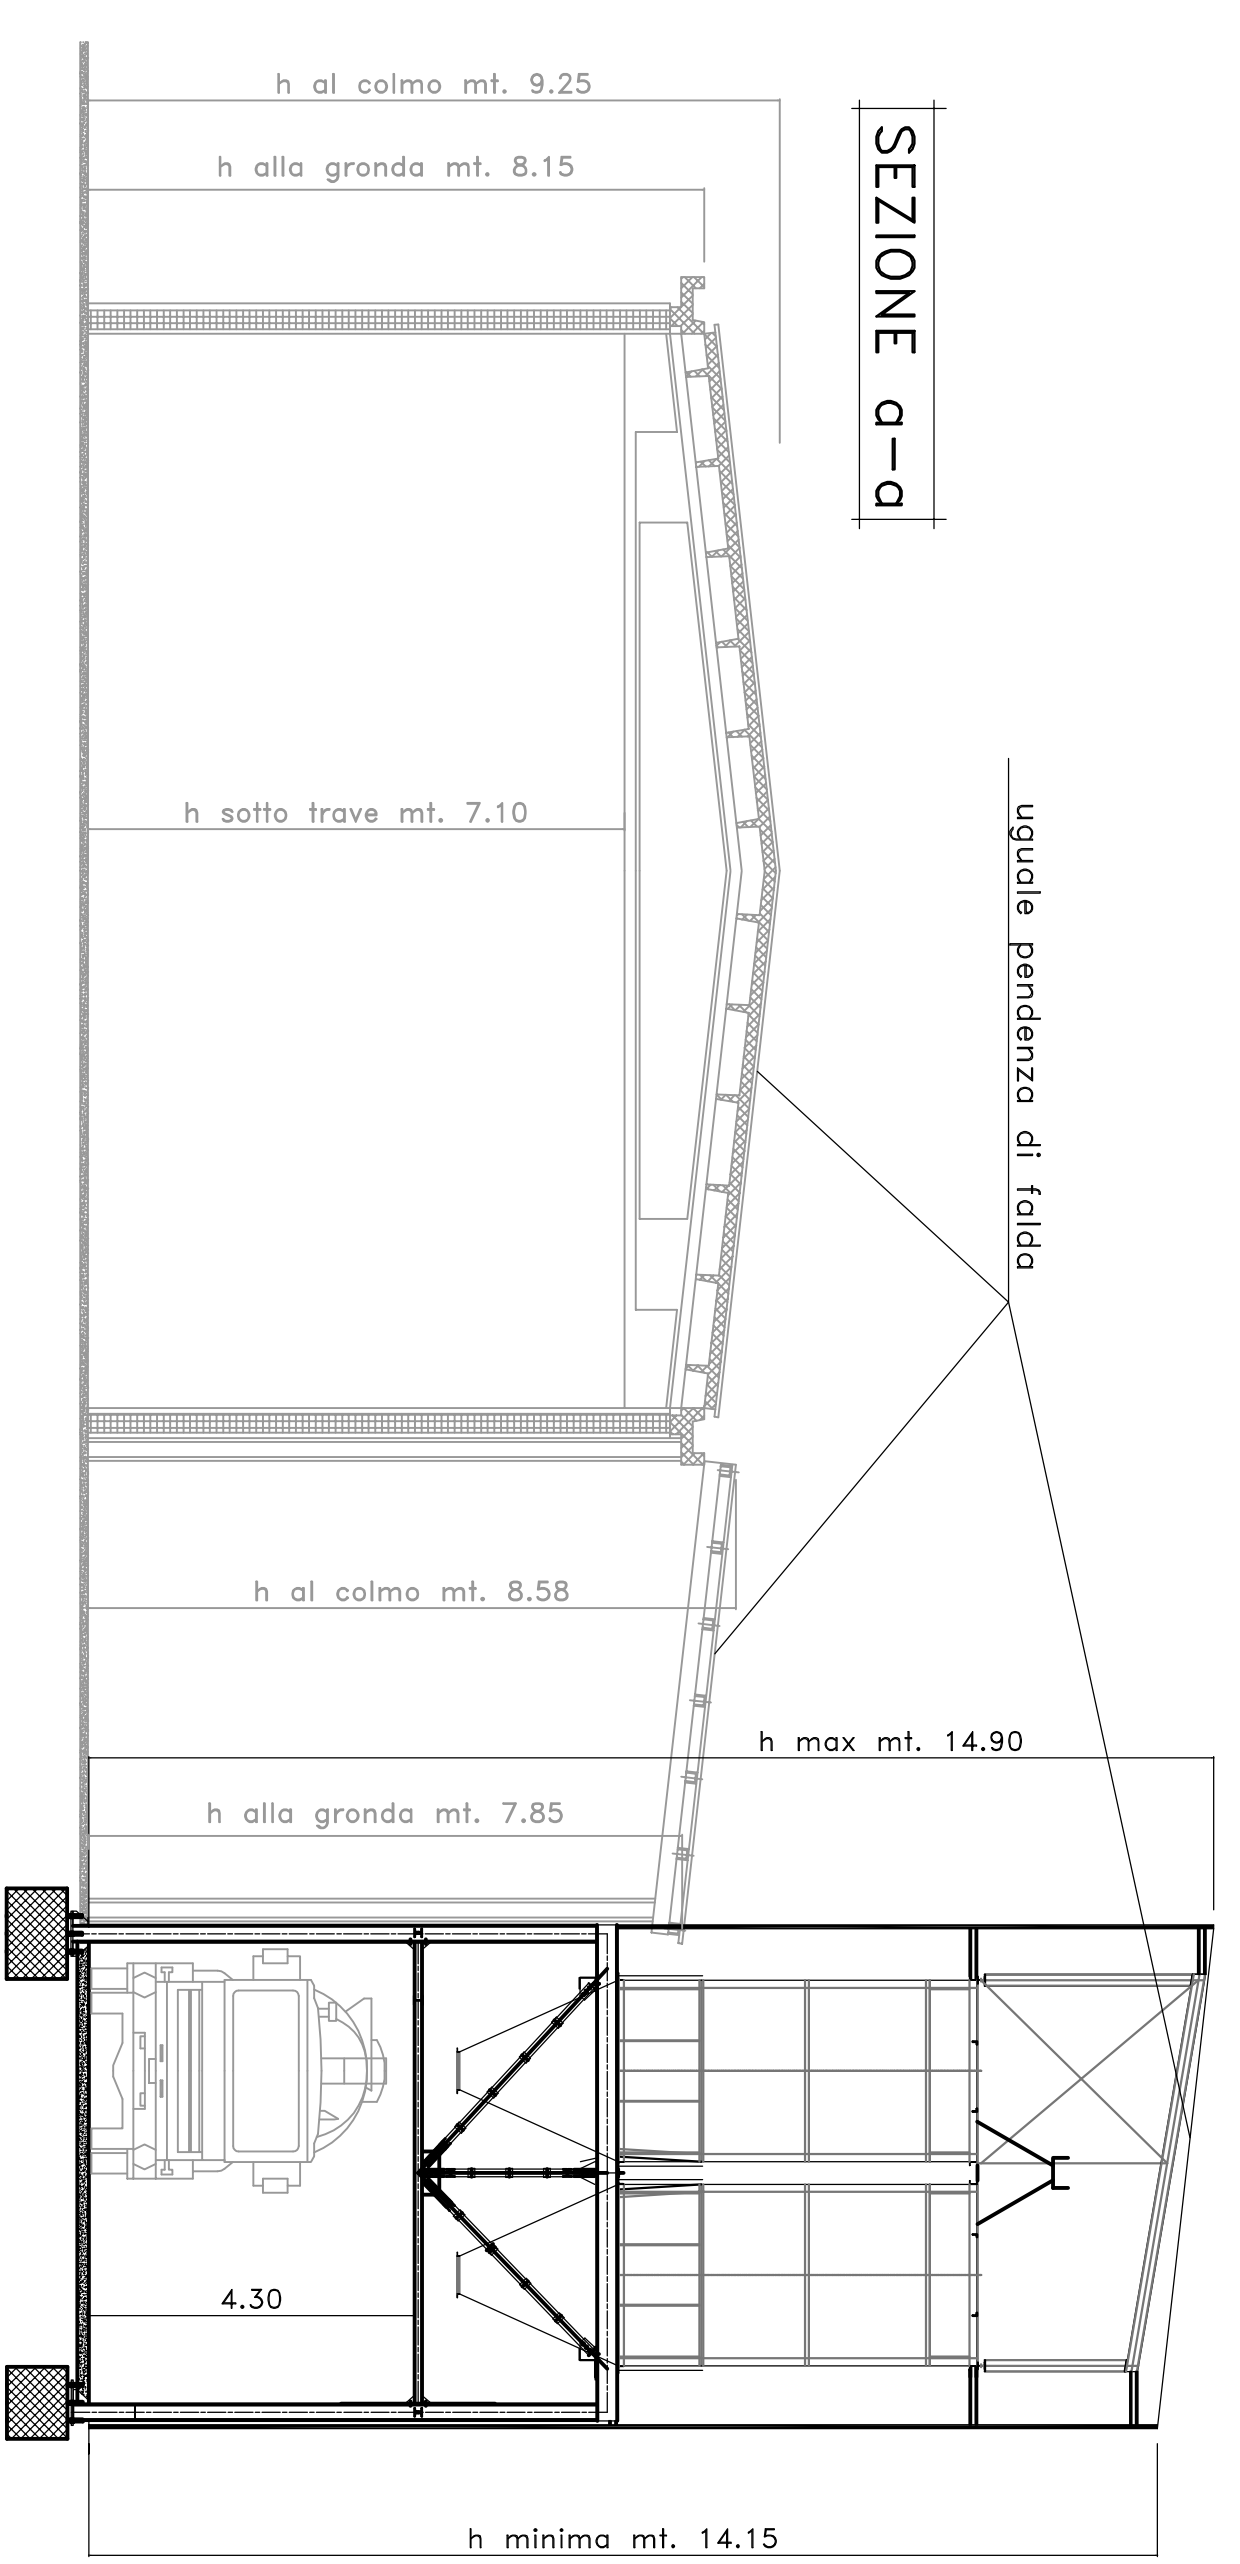 h al colmo mt. 9.25
h alla gronda mt. 8.15
SEZIONE a-a
h sotto trave mt. 7.10
uguale pendenza di falda
h al colmo mt. 8.58
h max mt. 14.90
h alla gronda mt. 7.85
4.30
h minima mt. 14.15